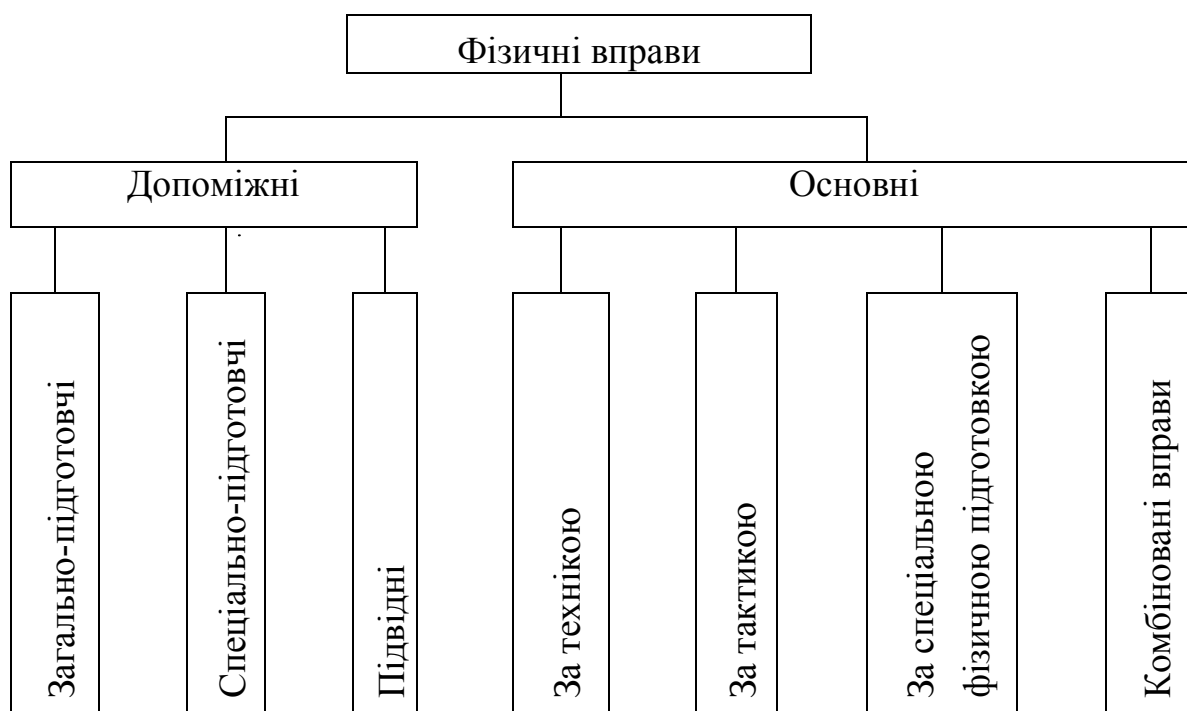 Фізичні вправи
Допоміжні
Основні
Загально-підготовчі
Спеціально-підготовчі
Підвідні
За технікою
За тактикою
За спеціальною
фізичною підготовкою
Комбіновані вправи